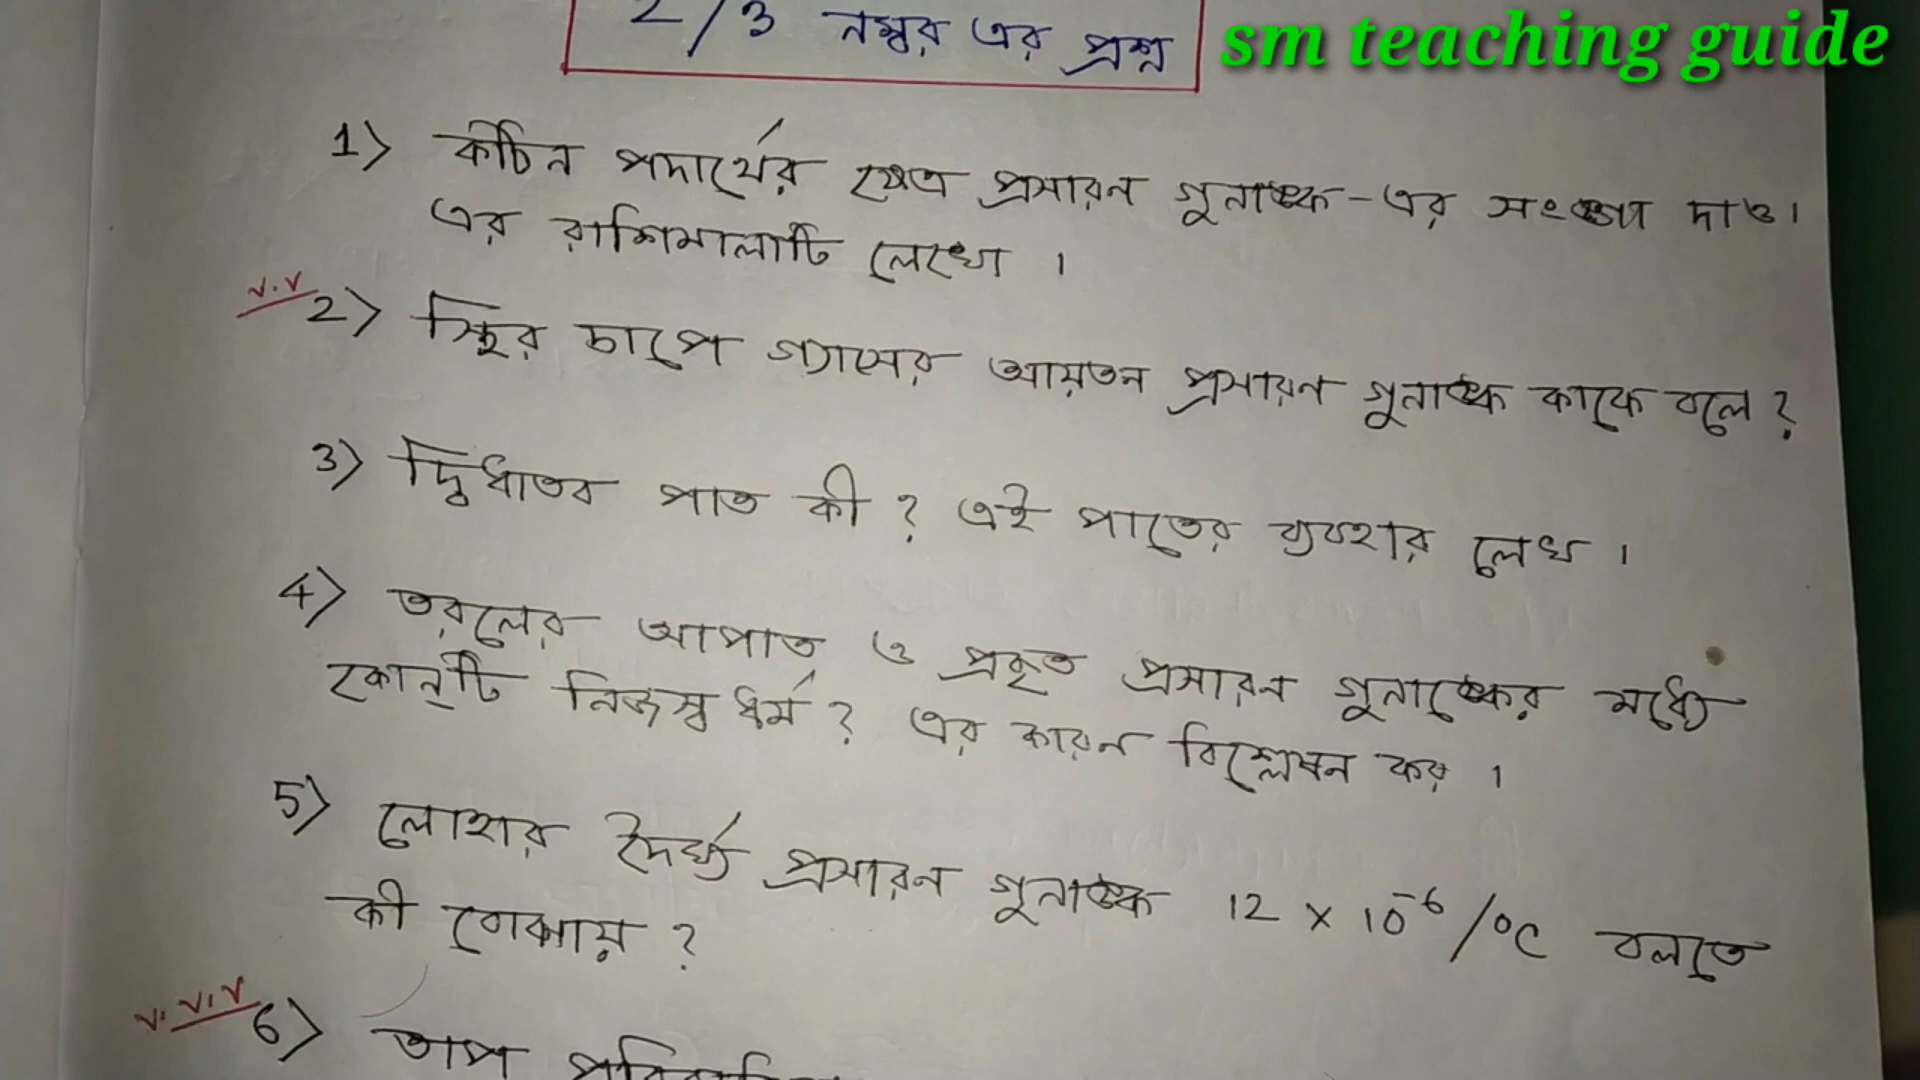 2/3 নম্বর এর প্রশ্ন
sm teaching guide
1) কঠিন পদার্থের ক্ষেত্র প্রসারন গুনাঙ্ক-এর সংজ্ঞা দাও।
এর রাশিমালাটি লেখো ।
v.v 2) স্থির চাপে গ্যাসের আয়তন প্রসারন গুনাঙ্ক কাকে বলে?
3) দ্বিধাতব পাত কী? এই পাতের ব্যবহার লেখ ।
4) তরলের আপাত ও প্রকৃত প্রসারন গুনাঙ্কের মধ্যে
কোন্‌টি নিজস্ব ধর্ম? এর কারন বিশ্লেষন কর ।
5) লোহার দৈর্ঘ্য প্রসারন গুনাঙ্ক 12 × 10⁻⁶ /°C বলতে
কী বোঝায় ?
v.v.v 6) তাপ